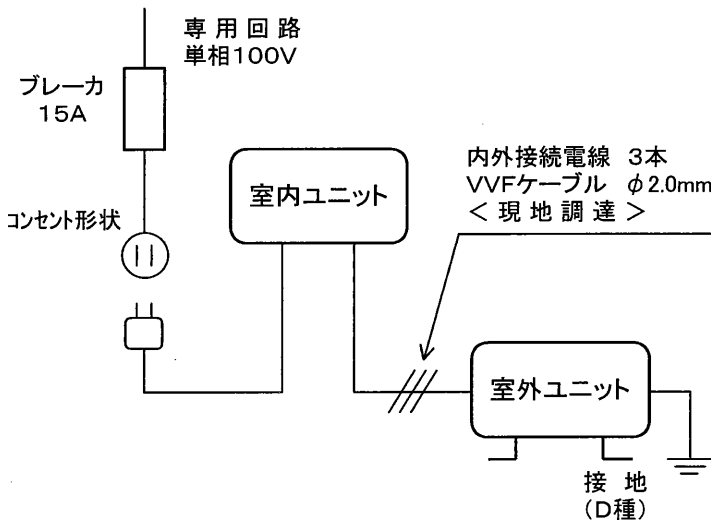 専用回路
単相100V
ブレーカ
15A
コンセント形状
室内ユニット
内外接続電線 3本
VVFケーブル φ2.0mm
<現地調達>
室外ユニット
接地
(D種)